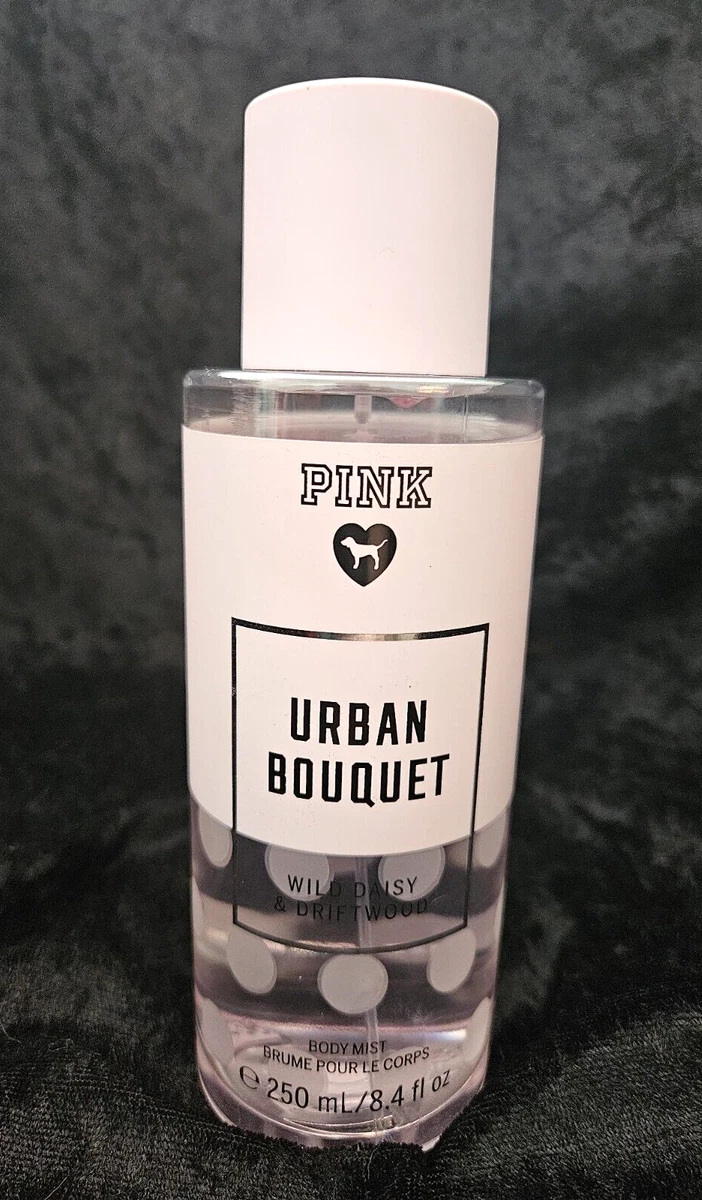 PINK
URBAN
BOUQUET
WILD DAISY
& DRIFTWOOD
BODY MIST
BRUME POUR LE CORPS
℮ 250 mL/8.4 fl oz